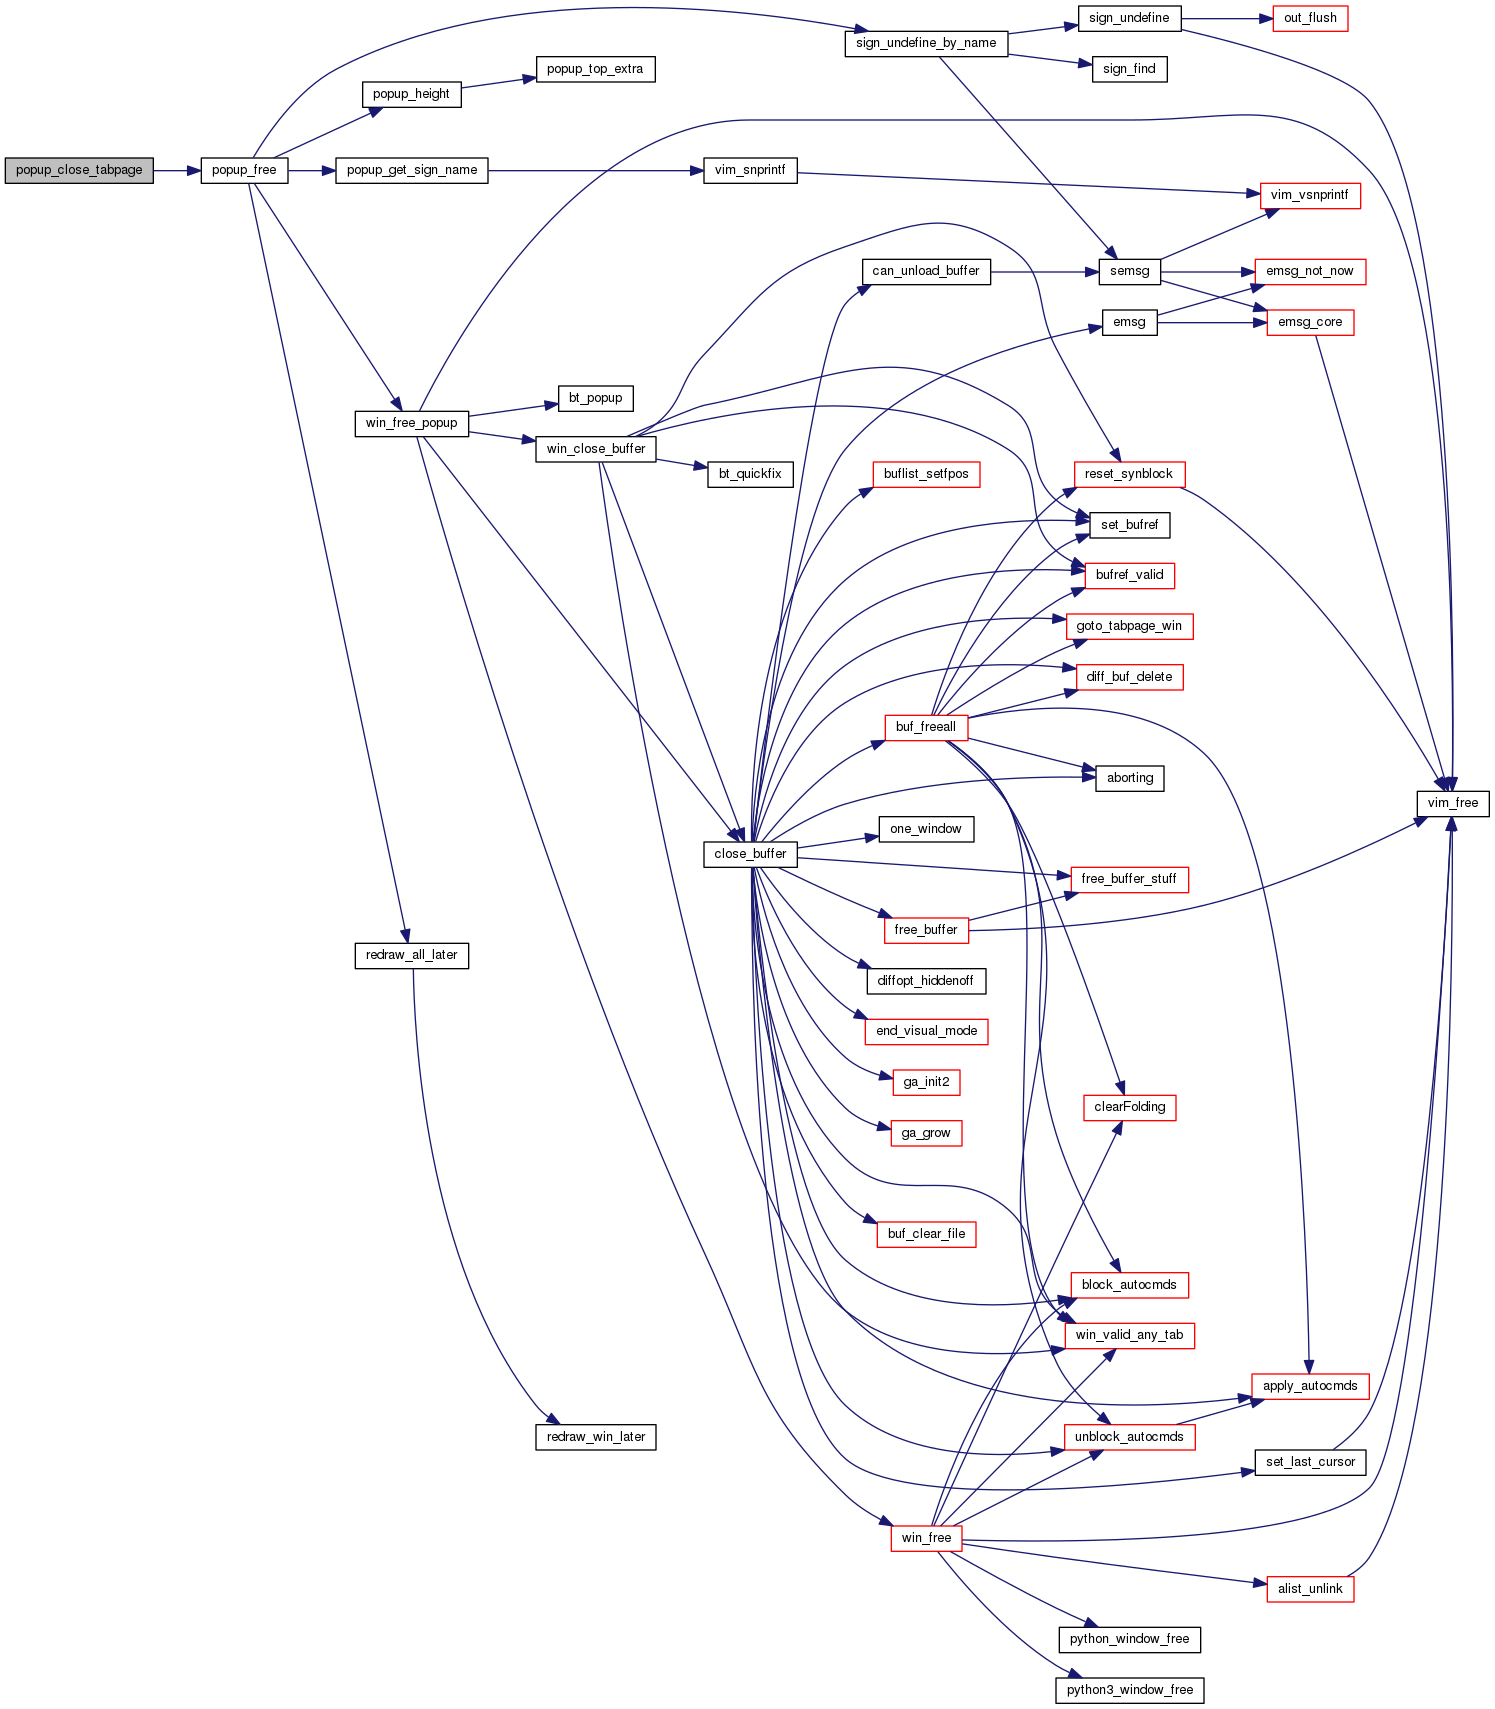 sign_undefine
out_flush
sign_undefine_by_name
popup_top_extra
sign_find
popup_height
popup_close_tabpage
popup_free
popup_get_sign_name
vim_snprintf
vim_vsnprintf
can_unload_buffer
semsg
emsg_not_now
emsg
emsg_core
bt_popup
win_free_popup
win_close_buffer
bt_quickfix
buflist_setfpos
reset_synblock
set_bufref
bufref_valid
goto_tabpage_win
diff_buf_delete
buf_freeall
aborting
vim_free
one_window
close_buffer
free_buffer_stuff
free_buffer
redraw_all_later
diffopt_hiddenoff
end_visual_mode
ga_init2
clearFolding
ga_grow
buf_clear_file
block_autocmds
win_valid_any_tab
apply_autocmds
redraw_win_later
unblock_autocmds
set_last_cursor
win_free
alist_unlink
python_window_free
python3_window_free